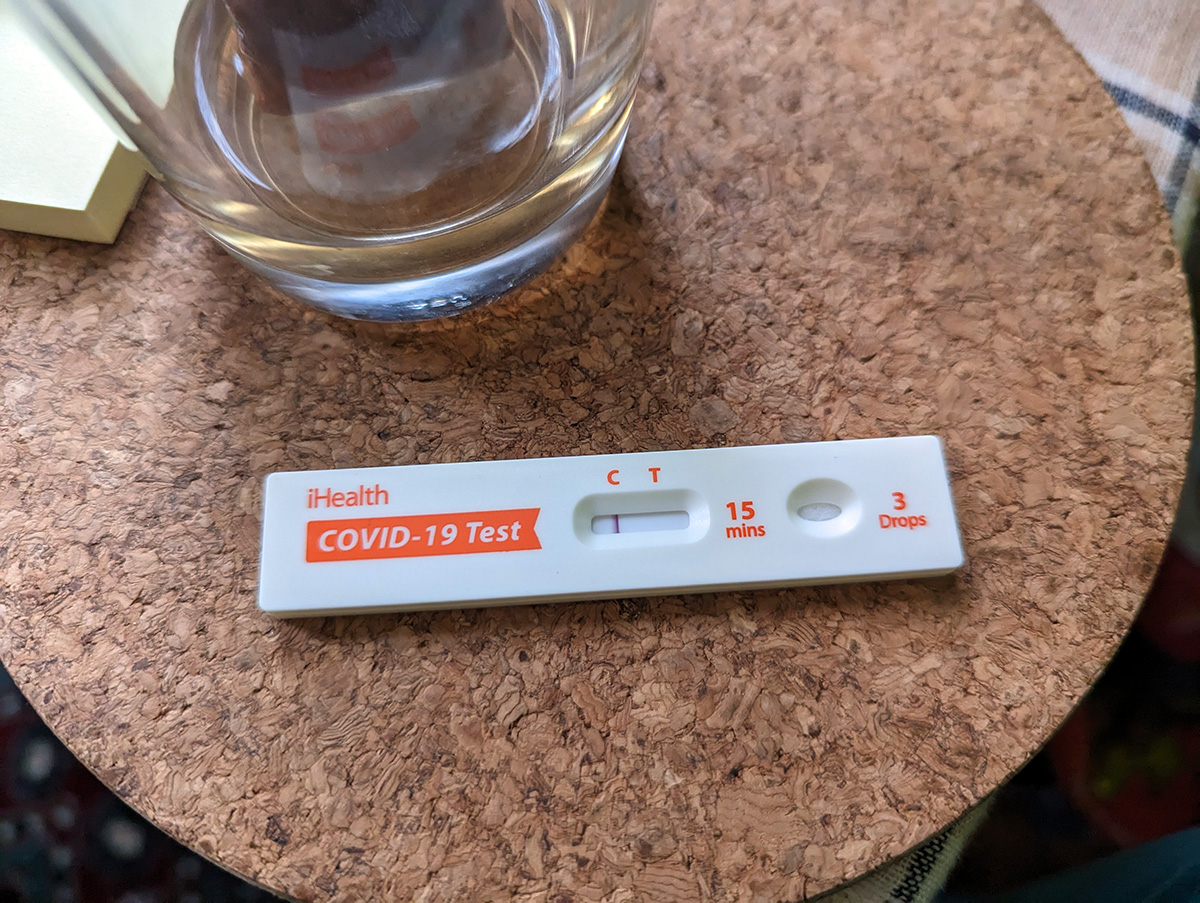 iHealth
COVID-19 Test
C T
15
mins
3
Drops